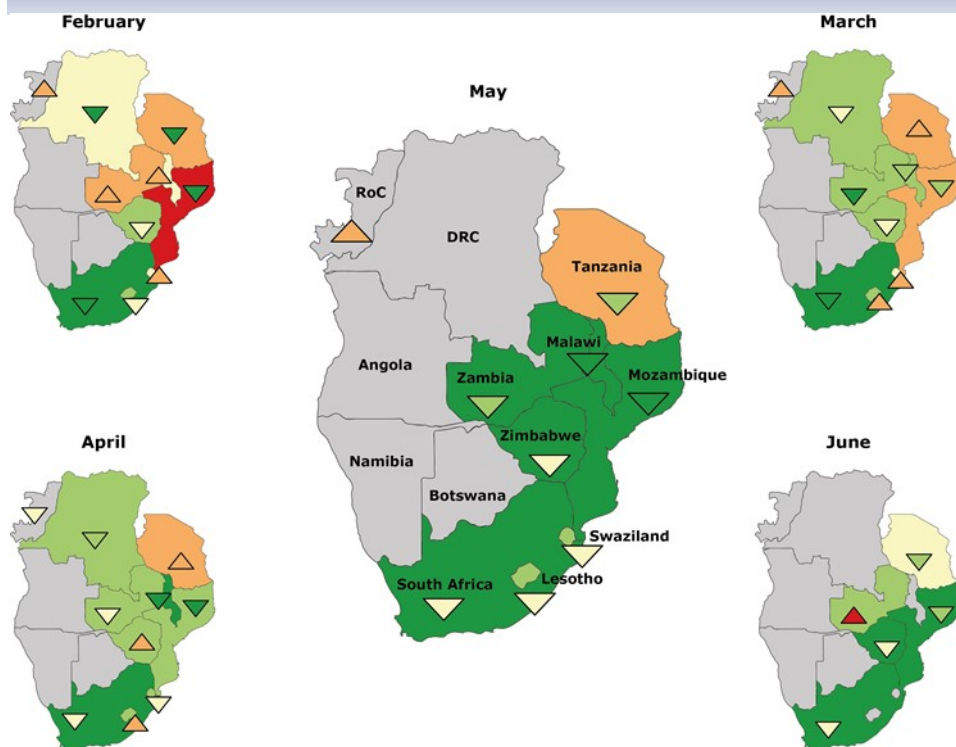 February
March
May
RoC
DRC
Tanzania
Malawi
Angola
Zambia
Mozambique
Zimbabwe
April
June
Namibia
Botswana
Swaziland
South Africa
Lesotho